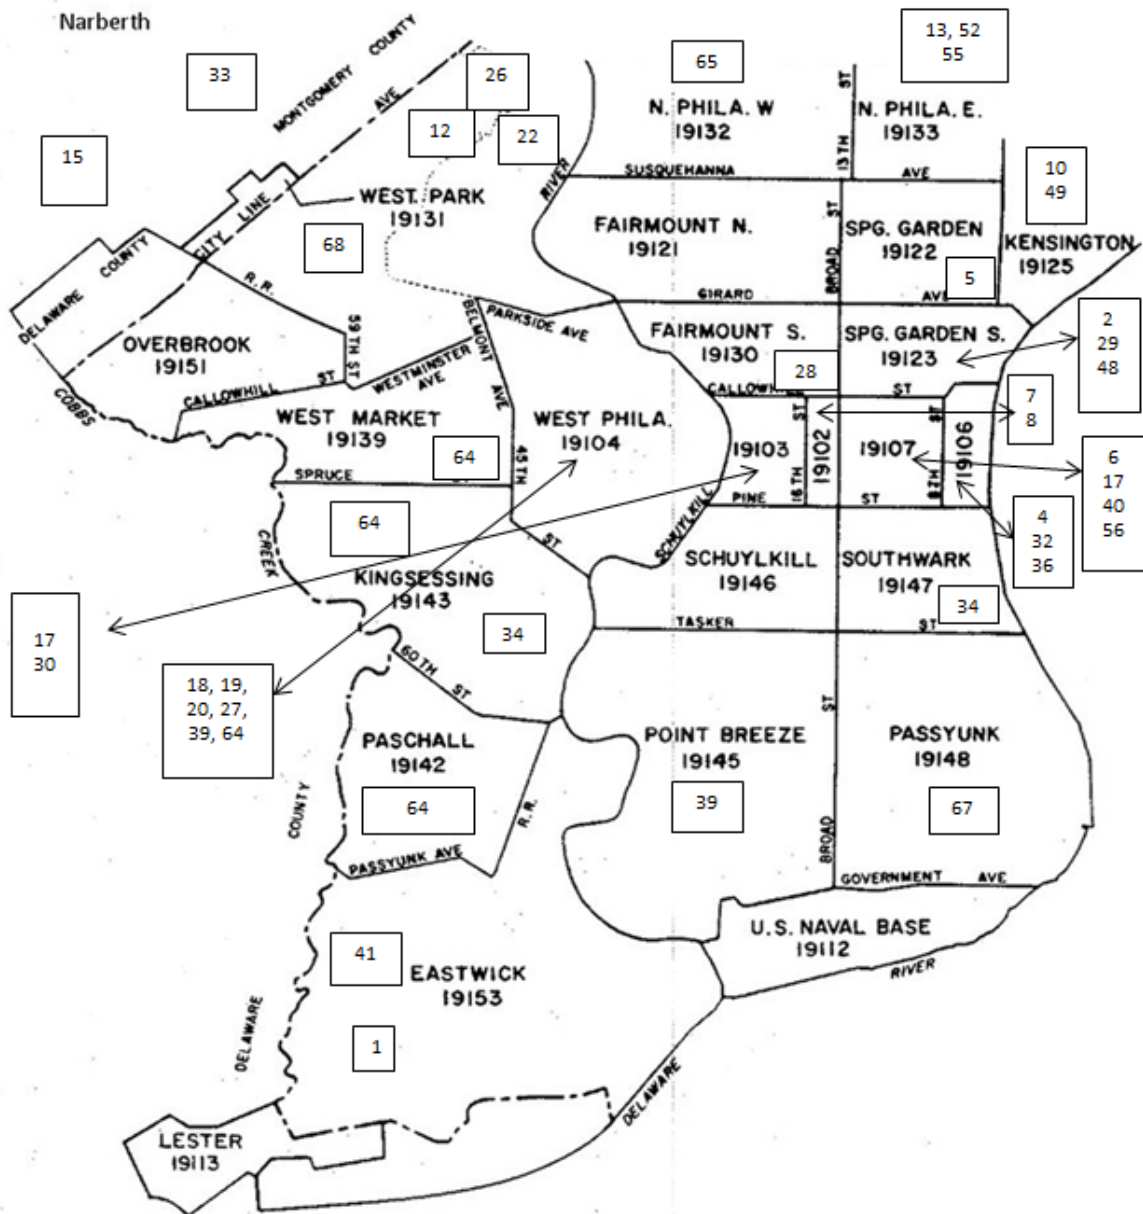 Narberth
13, 52
55
33
26
65
MONTGOMERY COUNTY
N. PHILA. W
19132
13TH ST
N. PHILA. E.
19133
12
22
15
CITY LINE AVE
RIVER
SUSQUEHANNA AVE
10
49
WEST PARK
19131
FAIRMOUNT N.
19121
BROAD ST
SPG. GARDEN
19122
KENSINGTON
19125
68
5
DELAWARE COUNTY
R. R.
GIRARD AVE
BELMONT AVE
PARKSIDE AVE
59TH ST
OVERBROOK
19151
FAIRMOUNT S.
19130
SPG. GARDEN S.
19123
2
29
48
WESTMINSTER AVE
28
CALLOWHILL ST
CALLOWHILL ST
COBBS
WEST MARKET
19139
WEST PHILA.
19104
7
8
64
45TH
19103
16TH ST
19102
19107
8TH ST
19106
6
17
40
56
SPRUCE
PINE ST
64
ST
SCHUYLKILL
4
32
36
CREEK
KINGSESSING
19143
SCHUYLKILL
19146
SOUTHWARK
19147
34
34
TASKER ST
17
30
60TH ST
18, 19,
20, 27,
39, 64
PASCHALL
19142
POINT BREEZE
19145
ST
PASSYUNK
19148
64
R. R.
39
67
COUNTY
PASSYUNK AVE
BROAD
GOVERNMENT AVE
U.S. NAVAL BASE
19112
41
EASTWICK
19153
RIVER
DELAWARE
1
DELAWARE
LESTER
19113